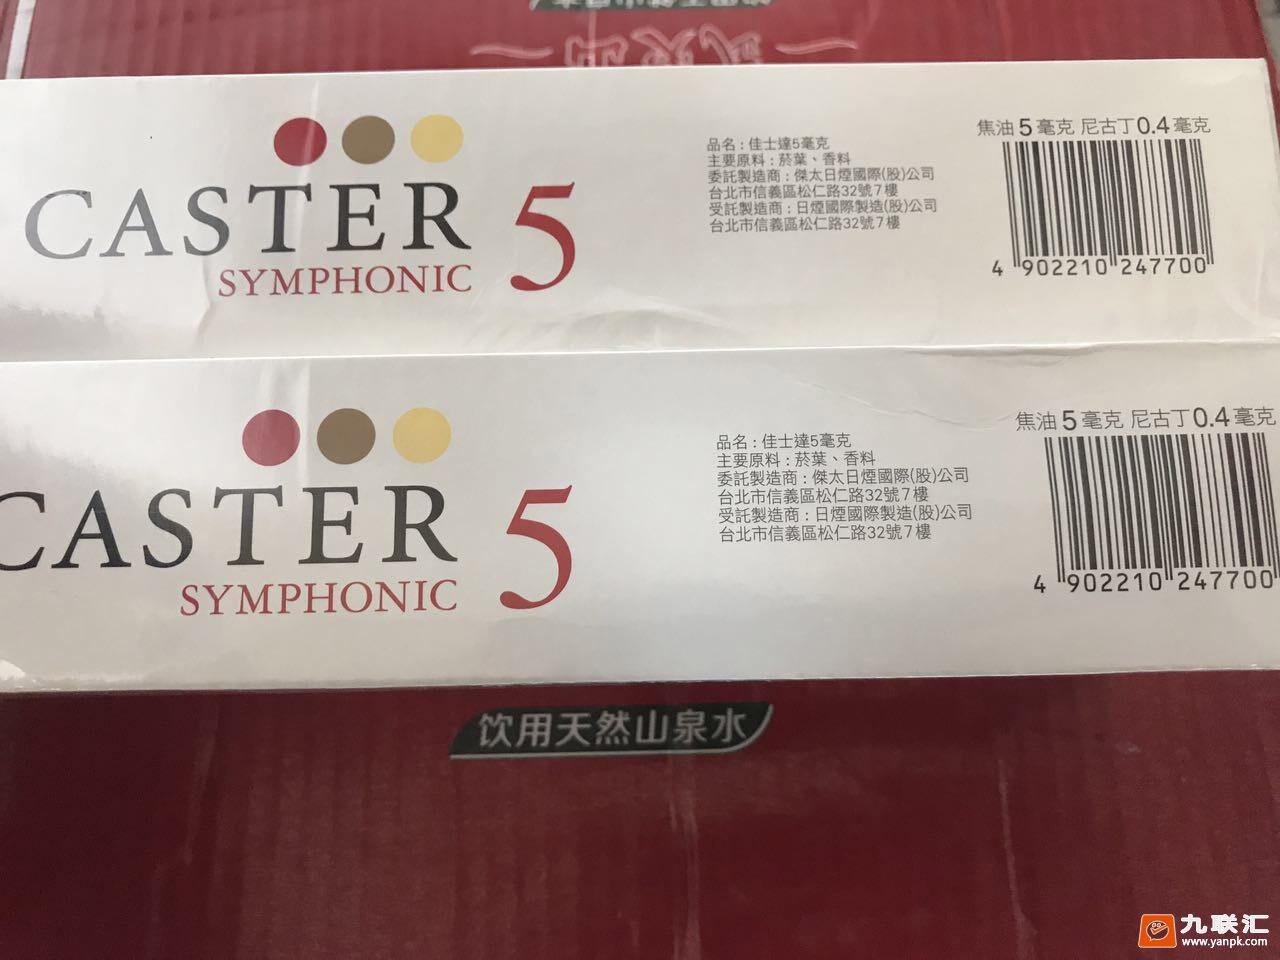 CASTER
SYMPHONIC
5
品名：佳士達5毫克
主要原料：菸葉、香料
委託製造商：傑太日煙國際(股)公司
台北市信義區松仁路32號7樓
受託製造商：日煙國際製造(股)公司
台北市信義區松仁路32號7樓
焦油5毫克 尼古丁0.4毫克
4 902210 247700
CASTER
SYMPHONIC
5
品名：佳士達5毫克
主要原料：菸葉、香料
委託製造商：傑太日煙國際(股)公司
台北市信義區松仁路32號7樓
受託製造商：日煙國際製造(股)公司
台北市信義區松仁路32號7樓
焦油5毫克 尼古丁0.4毫克
4 902210 247700
饮用天然山泉水
九联汇
www.yanpk.com